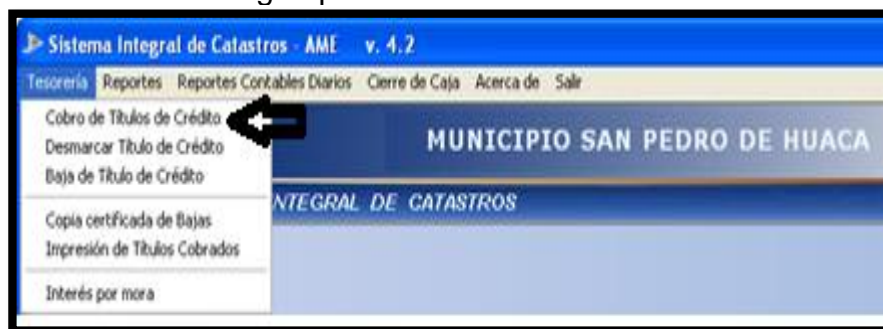 Sistema Integral de Catastros - AME v. 4.2
Tesorería Reportes Reportes Contables Diarios Cierre de Caja Acerca de Salir
Cobro de Títulos de Crédito
MUNICIPIO SAN PEDRO DE HUACA
Desmarcar Título de Crédito
Baja de Título de Crédito
NTEGRAL DE CATASTROS
Copia certificada de Bajas
Impresión de Títulos Cobrados
Interés por mora